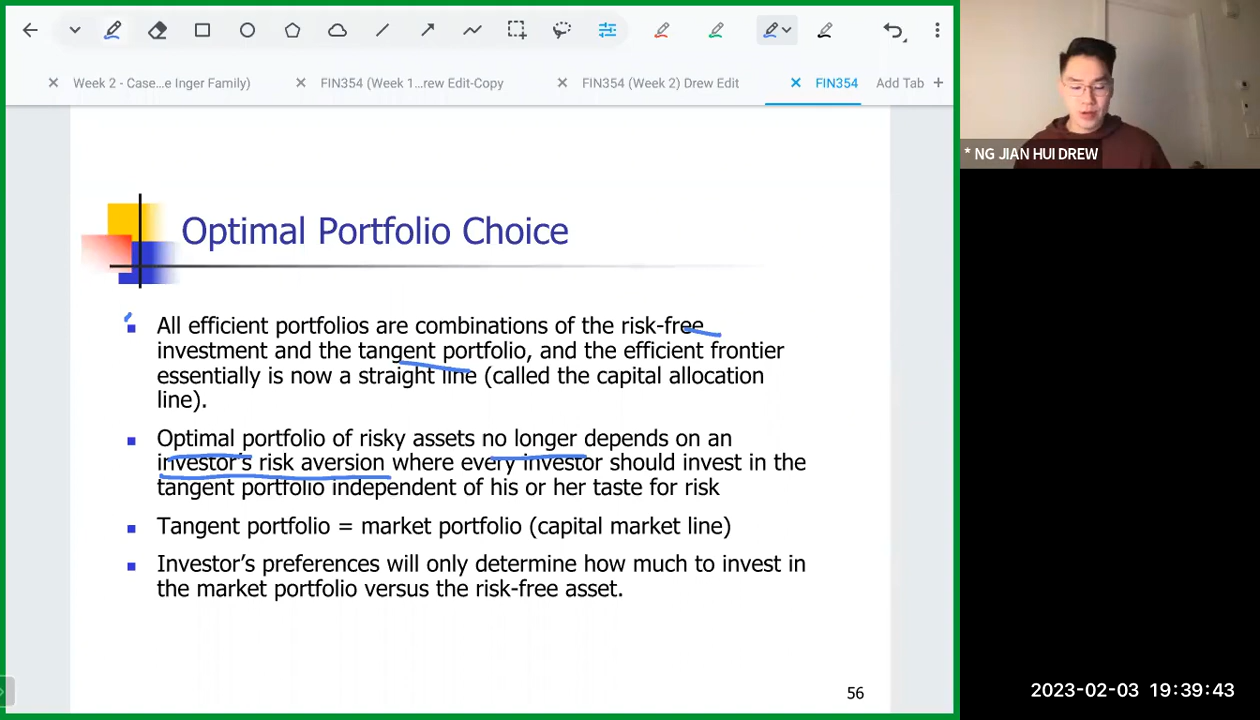 Week 2 - Case...e Inger Family)
FIN354 (Week 1...rew Edit-Copy
FIN354 (Week 2) Drew Edit
FIN354
Add Tab +
* NG JIAN HUI DREW
Optimal Portfolio Choice
All efficient portfolios are combinations of the risk-free
investment and the tangent portfolio, and the efficient frontier
essentially is now a straight line (called the capital allocation
line).
Optimal portfolio of risky assets no longer depends on an
investor's risk aversion where every investor should invest in the
tangent portfolio independent of his or her taste for risk
Tangent portfolio = market portfolio (capital market line)
Investor's preferences will only determine how much to invest in
the market portfolio versus the risk-free asset.
56
2023-02-03 19:39:43